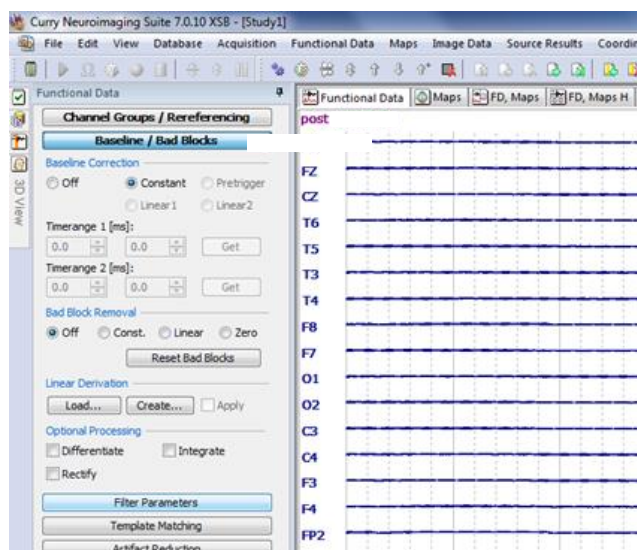 Curry Neuroimaging Suite 7.0.10 XSB - [Study1]
File Edit View Database Acquisition Functional Data Maps Image Data Source Results Coordi
Functional Data
Functional Data Maps FD, Maps FD, Maps H
Channel Groups / Rereferencing
post
Baseline / Bad Blocks
Baseline Correction
Off Constant Pretrigger
Linear1 Linear2
Timerange 1 [ms]:
0.0 0.0 Get
Timerange 2 [ms]:
0.0 0.0 Get
Bad Block Removal
Off Const. Linear Zero
Reset Bad Blocks
Linear Derivation
Load... Create... Apply
Optional Processing
Differentiate Integrate
Rectify
Filter Parameters
Template Matching
Artifact Reduction
3D View
FZ
CZ
T6
T5
T3
T4
F8
F7
O1
O2
C3
C4
F3
F4
FP2